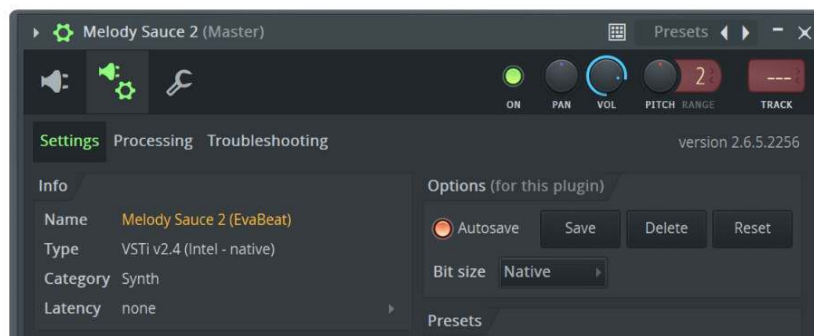 Melody Sauce 2 (Master) Presets
2 ---
ON PAN VOL PITCH RANGE TRACK
Settings Processing Troubleshooting version 2.6.5.2256
Info Options (for this plugin)
Name Melody Sauce 2 (EvaBeat)
Autosave Save Delete Reset
Type VSTi v2.4 (Intel - native)
Category Synth Bit size Native
Latency none
Presets